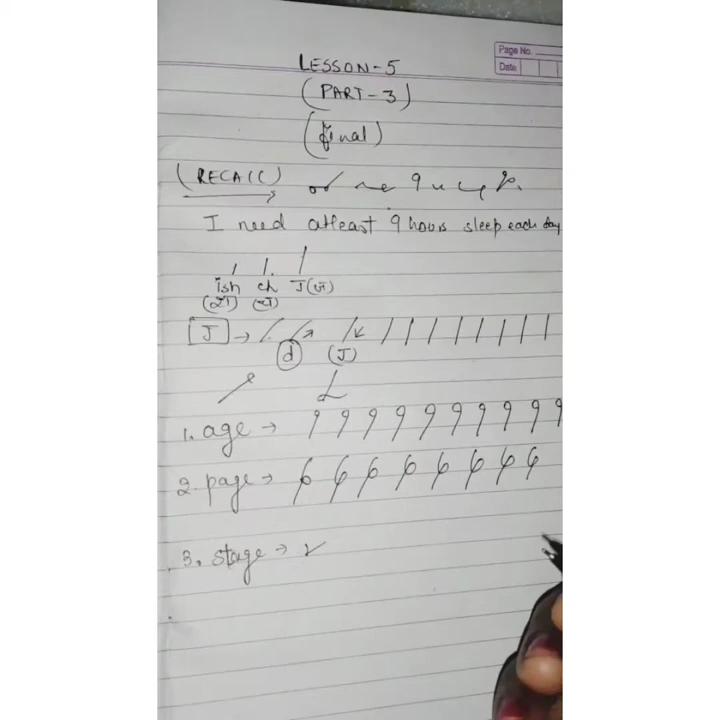 Page No.
Date
LESSON-5
(PART-3)
(final)
(RECALL)
I need atleast 9 hours sleep each day
ish ch J(ज)
(श) (च)
J →
d (J)
1. age →
2. page →
3. stage →